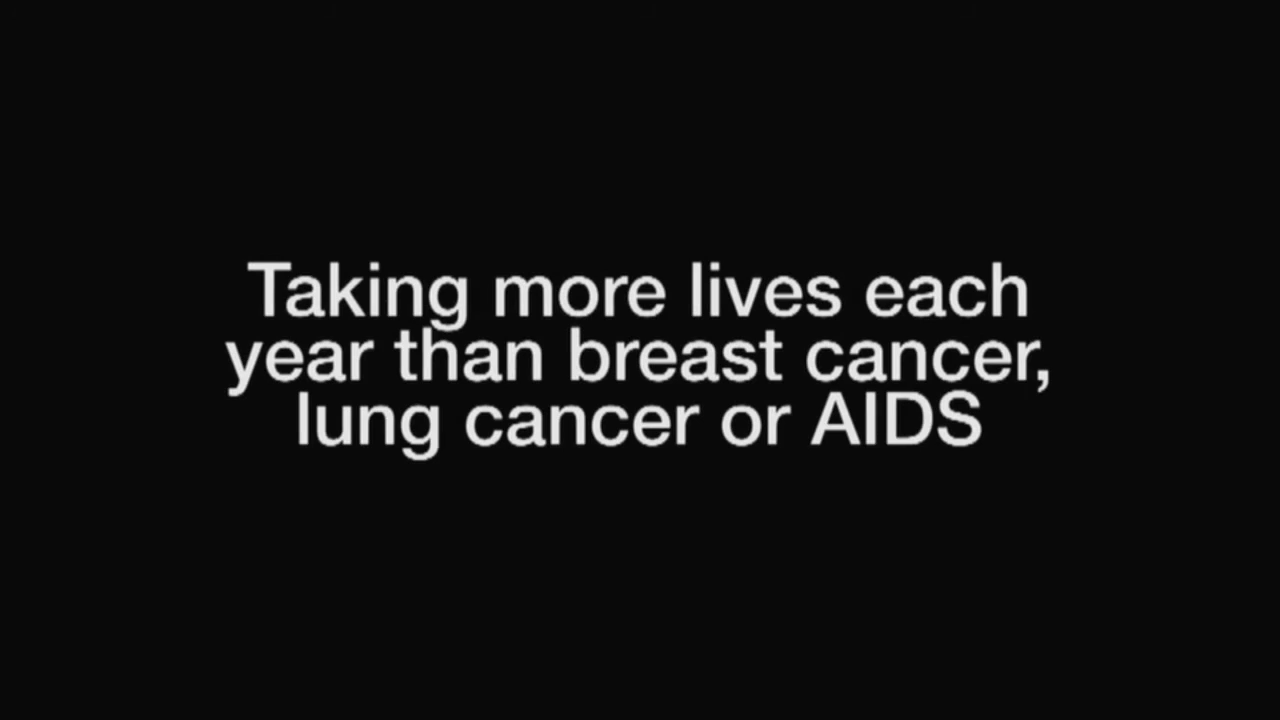 Taking more lives each
year than breast cancer,
lung cancer or AIDS